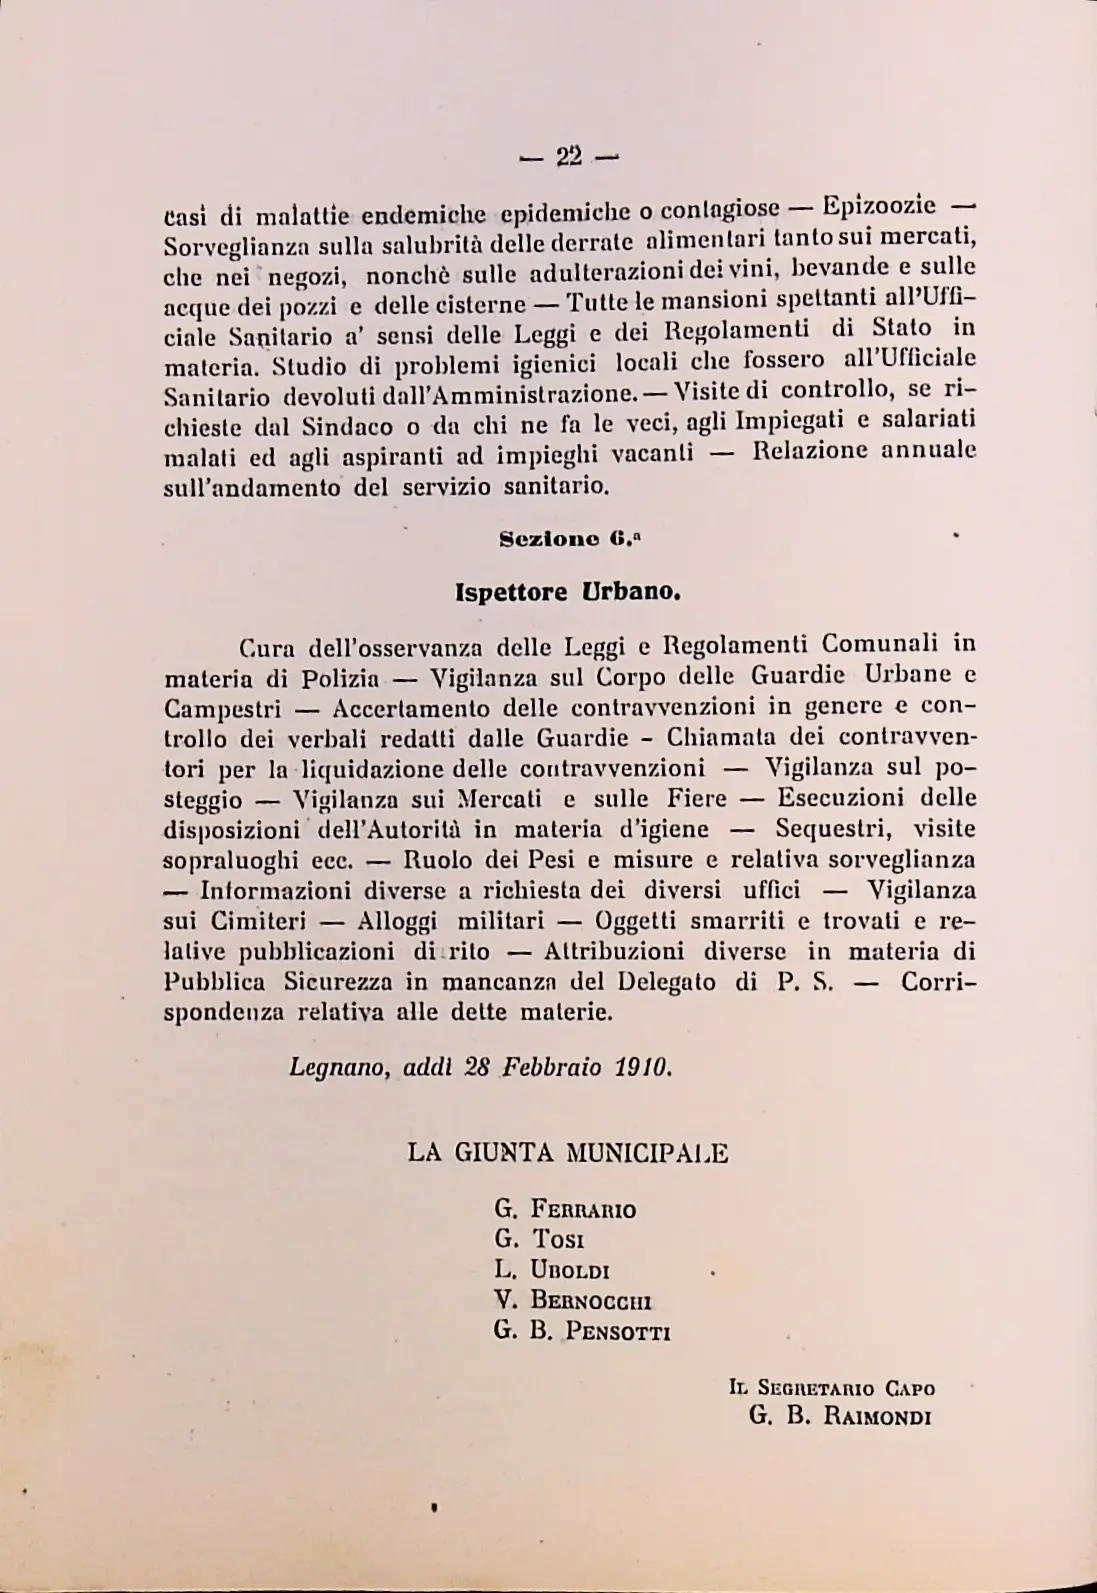 — 22 —
casi di malattie endemiche epidemiche o contagiose — Epizoozie —
Sorveglianza sulla salubrità delle derrate alimentari tanto sui mercati,
che nei negozi, nonchè sulle adulterazioni dei vini, bevande e sulle
acque dei pozzi e delle cisterne — Tutte le mansioni spettanti all'Uffi-
ciale Sanitario a' sensi delle Leggi e dei Regolamenti di Stato in
materia. Studio di problemi igienici locali che fossero all'Ufficiale
Sanitario devoluti dall'Amministrazione. — Visite di controllo, se ri-
chieste dal Sindaco o da chi ne fa le veci, agli Impiegati e salariati
malati ed agli aspiranti ad impieghi vacanti — Relazione annuale
sull'andamento del servizio sanitario.
Sezione 6.ª
Ispettore Urbano.
Cura dell'osservanza delle Leggi e Regolamenti Comunali in
materia di Polizia — Vigilanza sul Corpo delle Guardie Urbane e
Campestri — Accertamento delle contravvenzioni in genere e con-
trollo dei verbali redatti dalle Guardie - Chiamata dei contravven-
tori per la liquidazione delle contravvenzioni — Vigilanza sul po-
steggio — Vigilanza sui Mercati e sulle Fiere — Esecuzioni delle
disposizioni dell'Autorità in materia d'igiene — Sequestri, visite
sopraluoghi ecc. — Ruolo dei Pesi e misure e relativa sorveglianza
— Informazioni diverse a richiesta dei diversi uffici — Vigilanza
sui Cimiteri — Alloggi militari — Oggetti smarriti e trovati e re-
lative pubblicazioni di rito — Attribuzioni diverse in materia di
Pubblica Sicurezza in mancanza del Delegato di P. S. — Corri-
spondenza relativa alle dette materie.
Legnano, addì 28 Febbraio 1910.
LA GIUNTA MUNICIPALE
G. FERRARIO
G. TOSI
L. UBOLDI
V. BERNOCCHI
G. B. PENSOTTI
IL SEGRETARIO CAPO
G. B. RAIMONDI